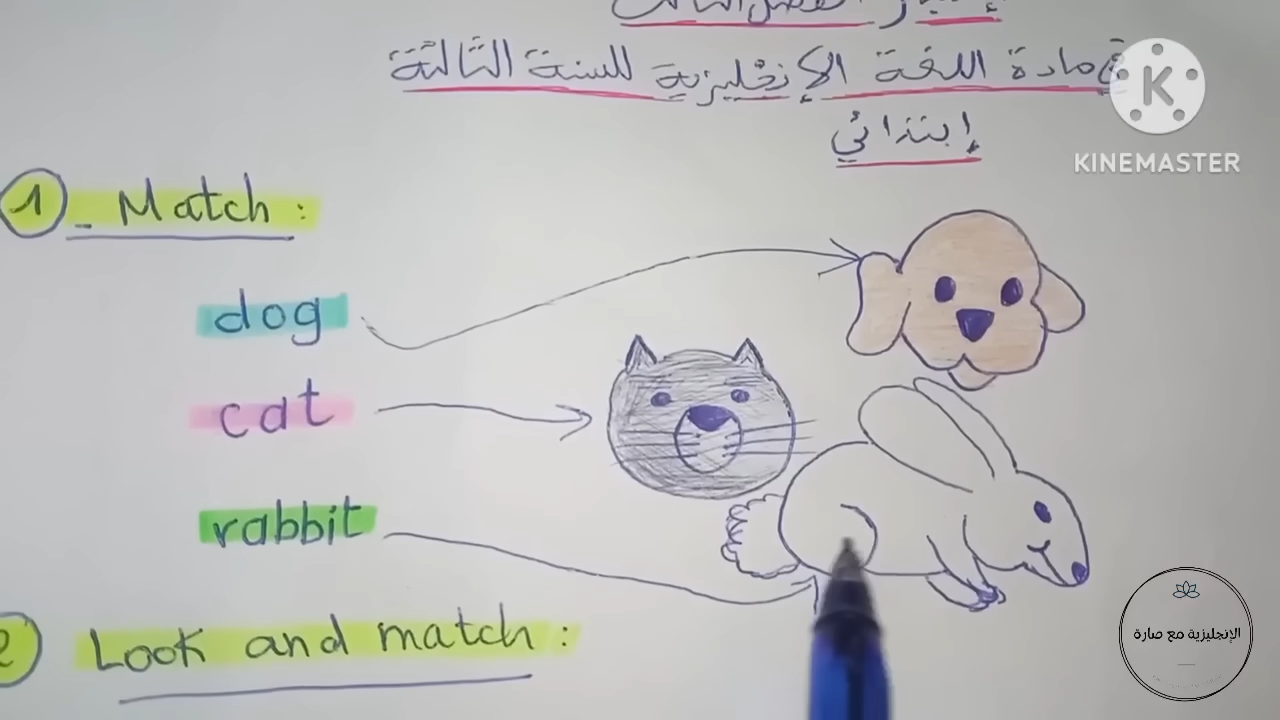 في مادة اللغة الإنجليزية للسنة الثالثة
إبتدائي
KINEMASTER
1 - Match :
dog
cat
rabbit
2 Look and match :
الإنجليزية مع صارة